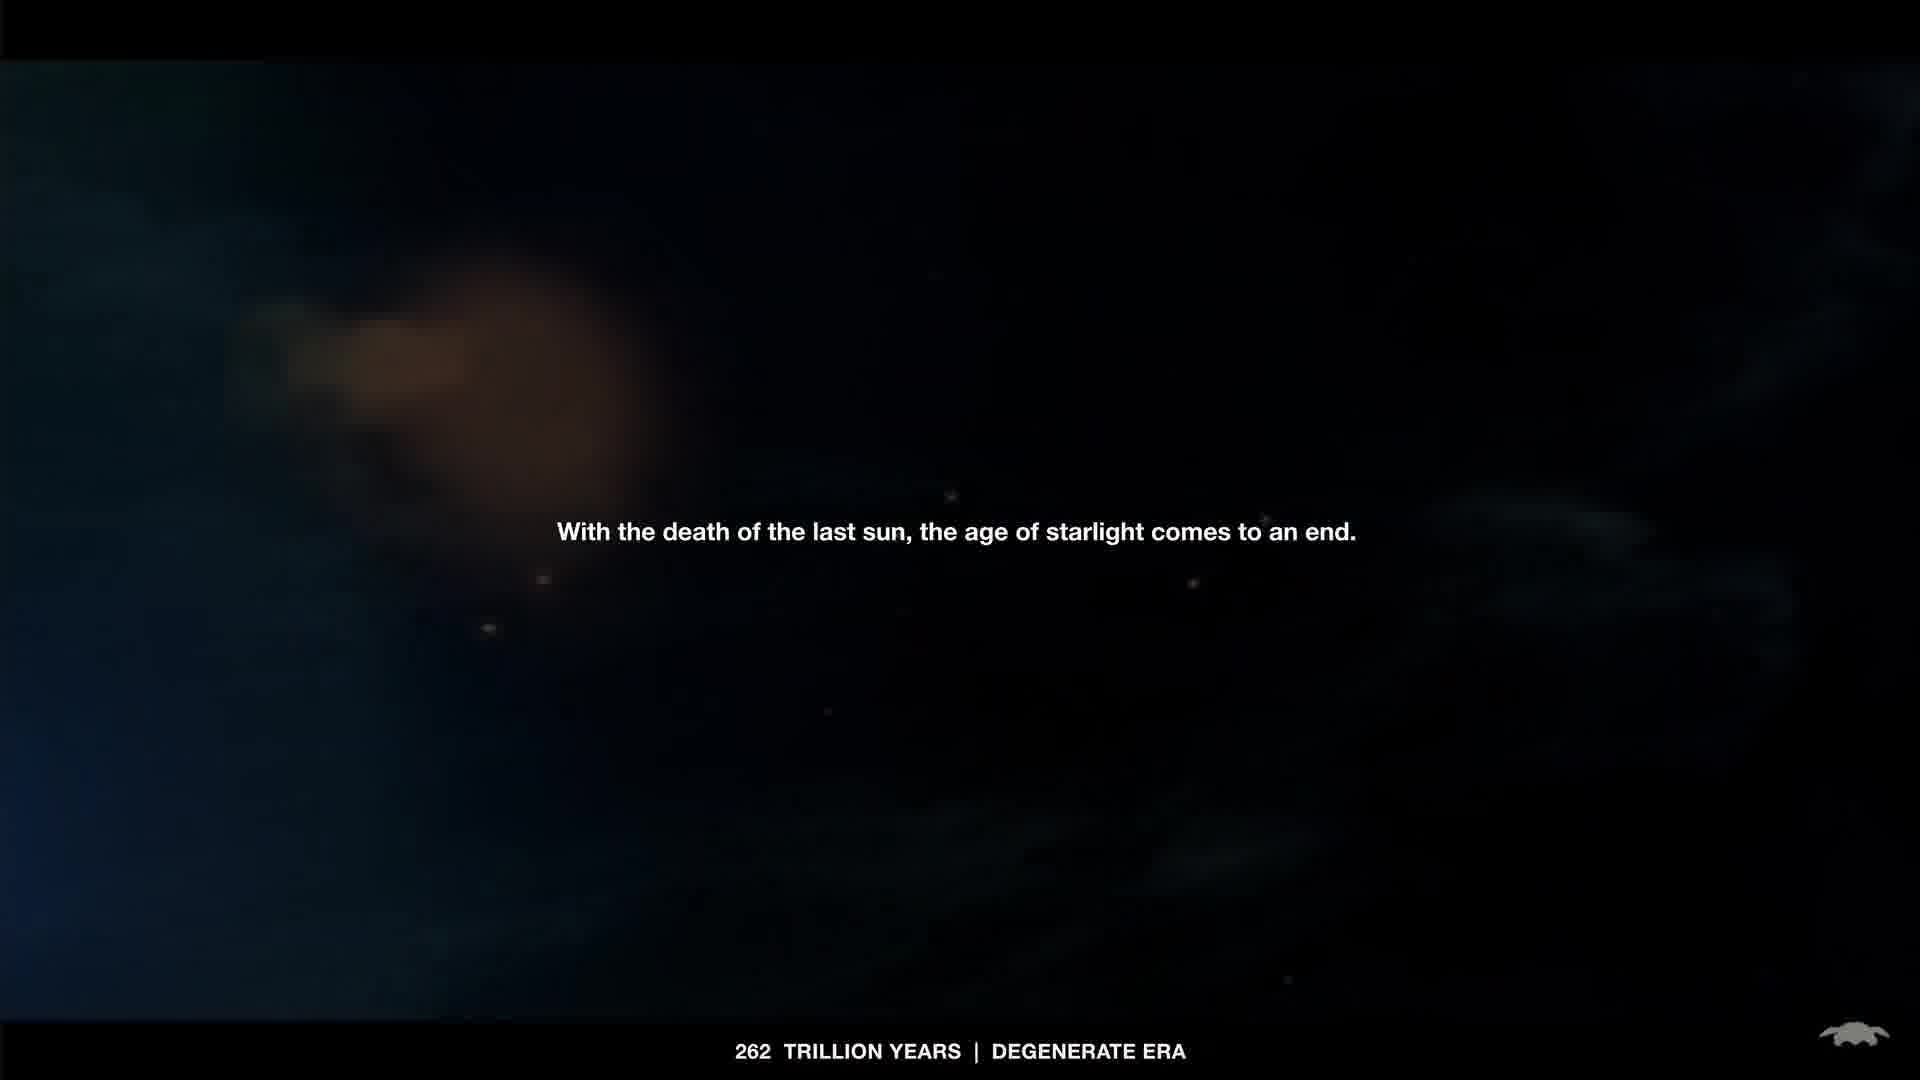 With the death of the last sun, the age of starlight comes to an end.
262 TRILLION YEARS | DEGENERATE ERA